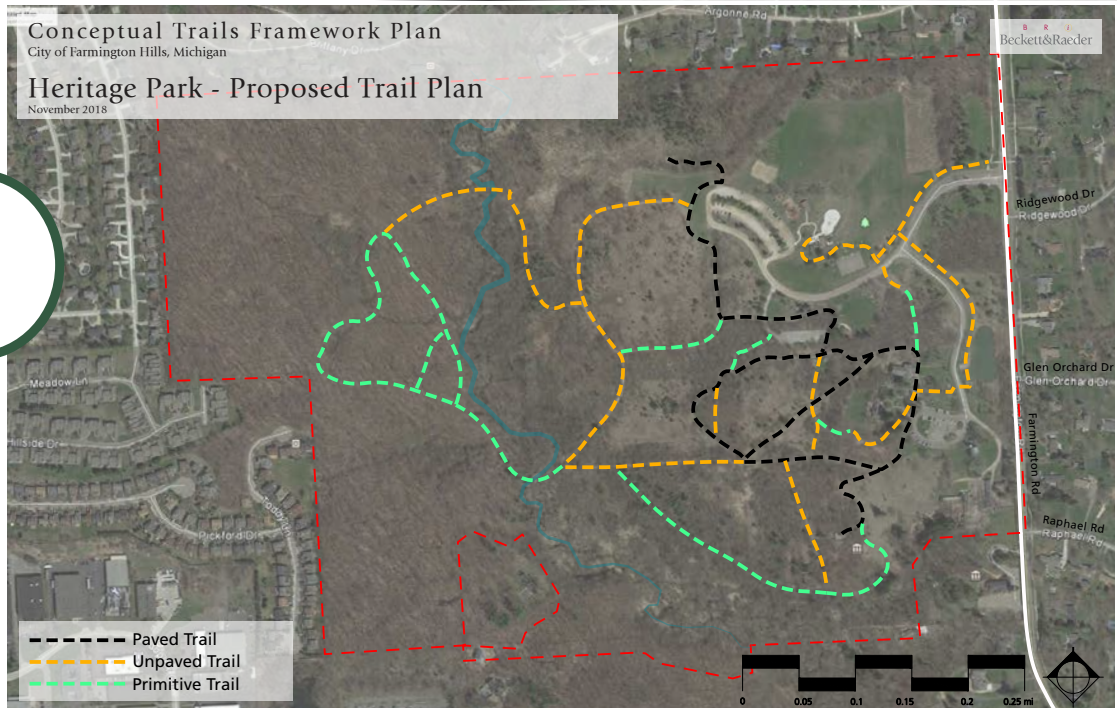 Conceptual Trails Framework Plan
City of Farmington Hills, Michigan
Heritage Park - Proposed Trail Plan
November 2018
Argonne Rd
B R i
Beckett&Raeder
Ridgewood Dr
Ridgewood Dr
Glen Orchard Dr
Glen Orchard Dr
Farmington Rd
Raphael Rd
Raphael Rd
Meadow Ln
Hillside Dr
Pickford Dr
Paved Trail
Unpaved Trail
Primitive Trail
0 0.05 0.1 0.15 0.2 0.25 mi